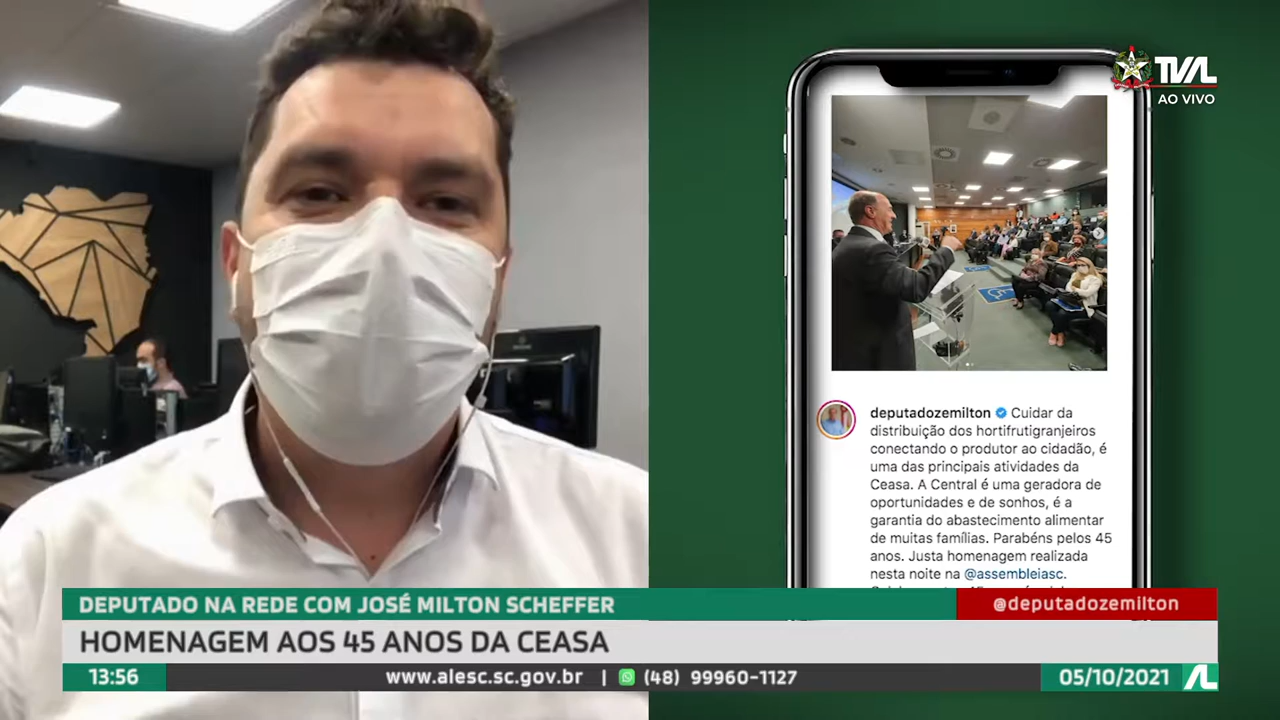 TVAL
AO VIVO
deputadozemilton Cuidar da
distribuição dos hortifrutigranjeiros
conectando o produtor ao cidadão, é
uma das principais atividades da
Ceasa. A Central é uma geradora de
oportunidades e de sonhos, é a
garantia do abastecimento alimentar
de muitas famílias. Parabéns pelos 45
anos. Justa homenagem realizada
nesta noite na @assembleiasc.
DEPUTADO NA REDE COM JOSÉ MILTON SCHEFFER
@deputadozemilton
HOMENAGEM AOS 45 ANOS DA CEASA
13:56
www.alesc.sc.gov.br | (48) 99960-1127
05/10/2021